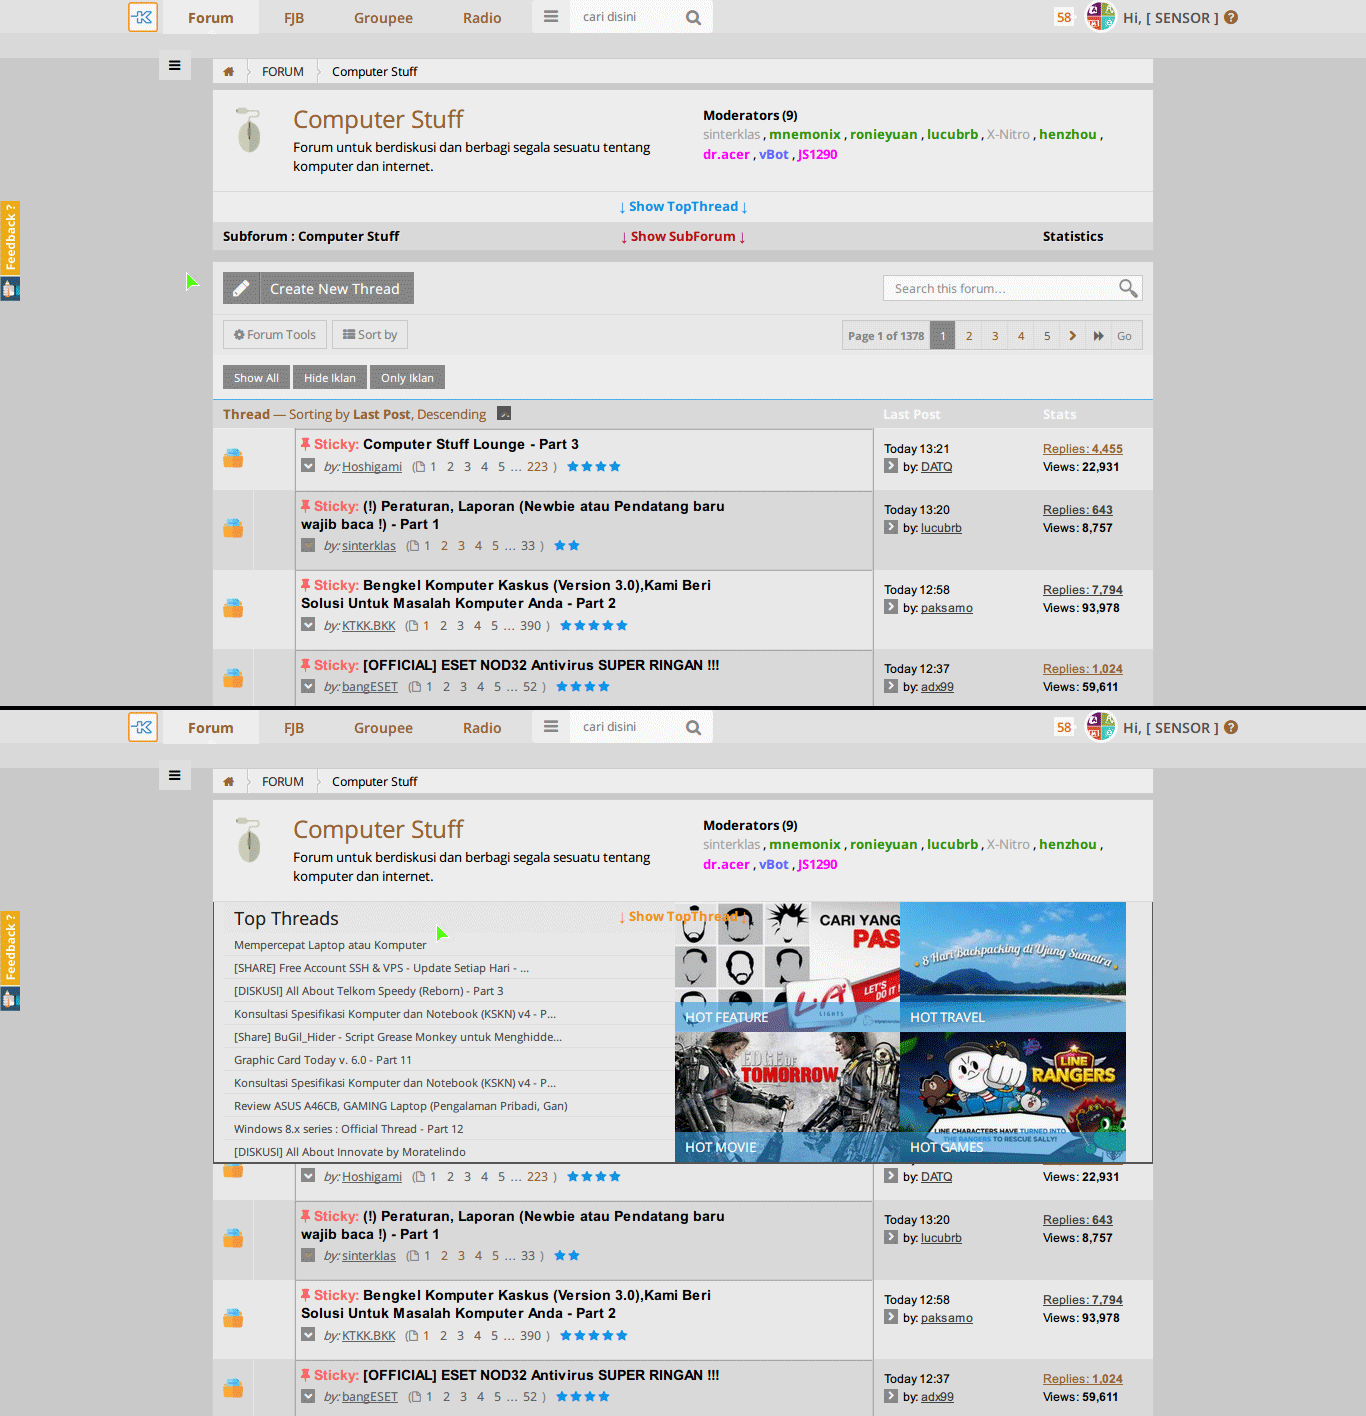 K Forum FJB Groupee Radio cari disini 58 Hi, [ SENSOR ] ?
FORUM Computer Stuff
Computer Stuff
Forum untuk berdiskusi dan berbagi segala sesuatu tentang
komputer dan internet.
Moderators (9)
sinterklas , mnemonix , ronieyuan , lucubrb , X-Nitro , henzhou ,
dr.acer , vBot , JS1290
↓ Show TopThread ↓
Subforum : Computer Stuff ↓ Show SubForum ↓ Statistics
Feedback ?
Create New Thread Search this forum...
Forum Tools Sort by Page 1 of 1378 1 2 3 4 5 Go
Show All Hide Iklan Only Iklan
Thread — Sorting by Last Post, Descending Last Post Stats
Sticky: Computer Stuff Lounge - Part 3
by: Hoshigami ( 1 2 3 4 5 ... 223 )
Today 13:21
by: DATQ
Replies: 4,455
Views: 22,931
Sticky: (!) Peraturan, Laporan (Newbie atau Pendatang baru
wajib baca !) - Part 1
by: sinterklas ( 1 2 3 4 5 ... 33 )
Today 13:20
by: lucubrb
Replies: 643
Views: 8,757
Sticky: Bengkel Komputer Kaskus (Version 3.0),Kami Beri
Solusi Untuk Masalah Komputer Anda - Part 2
by: KTKK.BKK ( 1 2 3 4 5 ... 390 )
Today 12:58
by: paksamo
Replies: 7,794
Views: 93,978
Sticky: [OFFICIAL] ESET NOD32 Antivirus SUPER RINGAN !!!
by: bangESET ( 1 2 3 4 5 ... 52 )
Today 12:37
by: adx99
Replies: 1,024
Views: 59,611
K Forum FJB Groupee Radio cari disini 58 Hi, [ SENSOR ] ?
FORUM Computer Stuff
Computer Stuff
Forum untuk berdiskusi dan berbagi segala sesuatu tentang
komputer dan internet.
Moderators (9)
sinterklas , mnemonix , ronieyuan , lucubrb , X-Nitro , henzhou ,
dr.acer , vBot , JS1290
Feedback ?
Top Threads
↓ Show TopThread ↓
Mempercepat Laptop atau Komputer
[SHARE] Free Account SSH & VPS - Update Setiap Hari - ...
[DISKUSI] All About Telkom Speedy (Reborn) - Part 3
Konsultasi Spesifikasi Komputer dan Notebook (KSKN) v4 - P...
[Share] BuGil_Hider - Script Grease Monkey untuk Menghidde...
Graphic Card Today v. 6.0 - Part 11
Konsultasi Spesifikasi Komputer dan Notebook (KSKN) v4 - P...
Review ASUS A46CB, GAMING Laptop (Pengalaman Pribadi, Gan)
Windows 8.x series : Official Thread - Part 12
[DISKUSI] All About Innovate by Moratelindo
CARI YANG
PAS
LET'S
DO IT!
LA
LIGHTS
HOT FEATURE
8 Hari Backpacking di Ujung Sumatra
HOT TRAVEL
EDGE OF
TOMORROW
HOT MOVIE
LINE
RANGERS
LINE CHARACTERS HAVE TURNED INTO
THE RANGERS TO RESCUE SALLY!
HOT GAMES
by: Hoshigami ( 1 2 3 4 5 ... 223 )
by: DATQ
Views: 22,931
Sticky: (!) Peraturan, Laporan (Newbie atau Pendatang baru
wajib baca !) - Part 1
by: sinterklas ( 1 2 3 4 5 ... 33 )
Today 13:20
by: lucubrb
Replies: 643
Views: 8,757
Sticky: Bengkel Komputer Kaskus (Version 3.0),Kami Beri
Solusi Untuk Masalah Komputer Anda - Part 2
by: KTKK.BKK ( 1 2 3 4 5 ... 390 )
Today 12:58
by: paksamo
Replies: 7,794
Views: 93,978
Sticky: [OFFICIAL] ESET NOD32 Antivirus SUPER RINGAN !!!
by: bangESET ( 1 2 3 4 5 ... 52 )
Today 12:37
by: adx99
Replies: 1,024
Views: 59,611